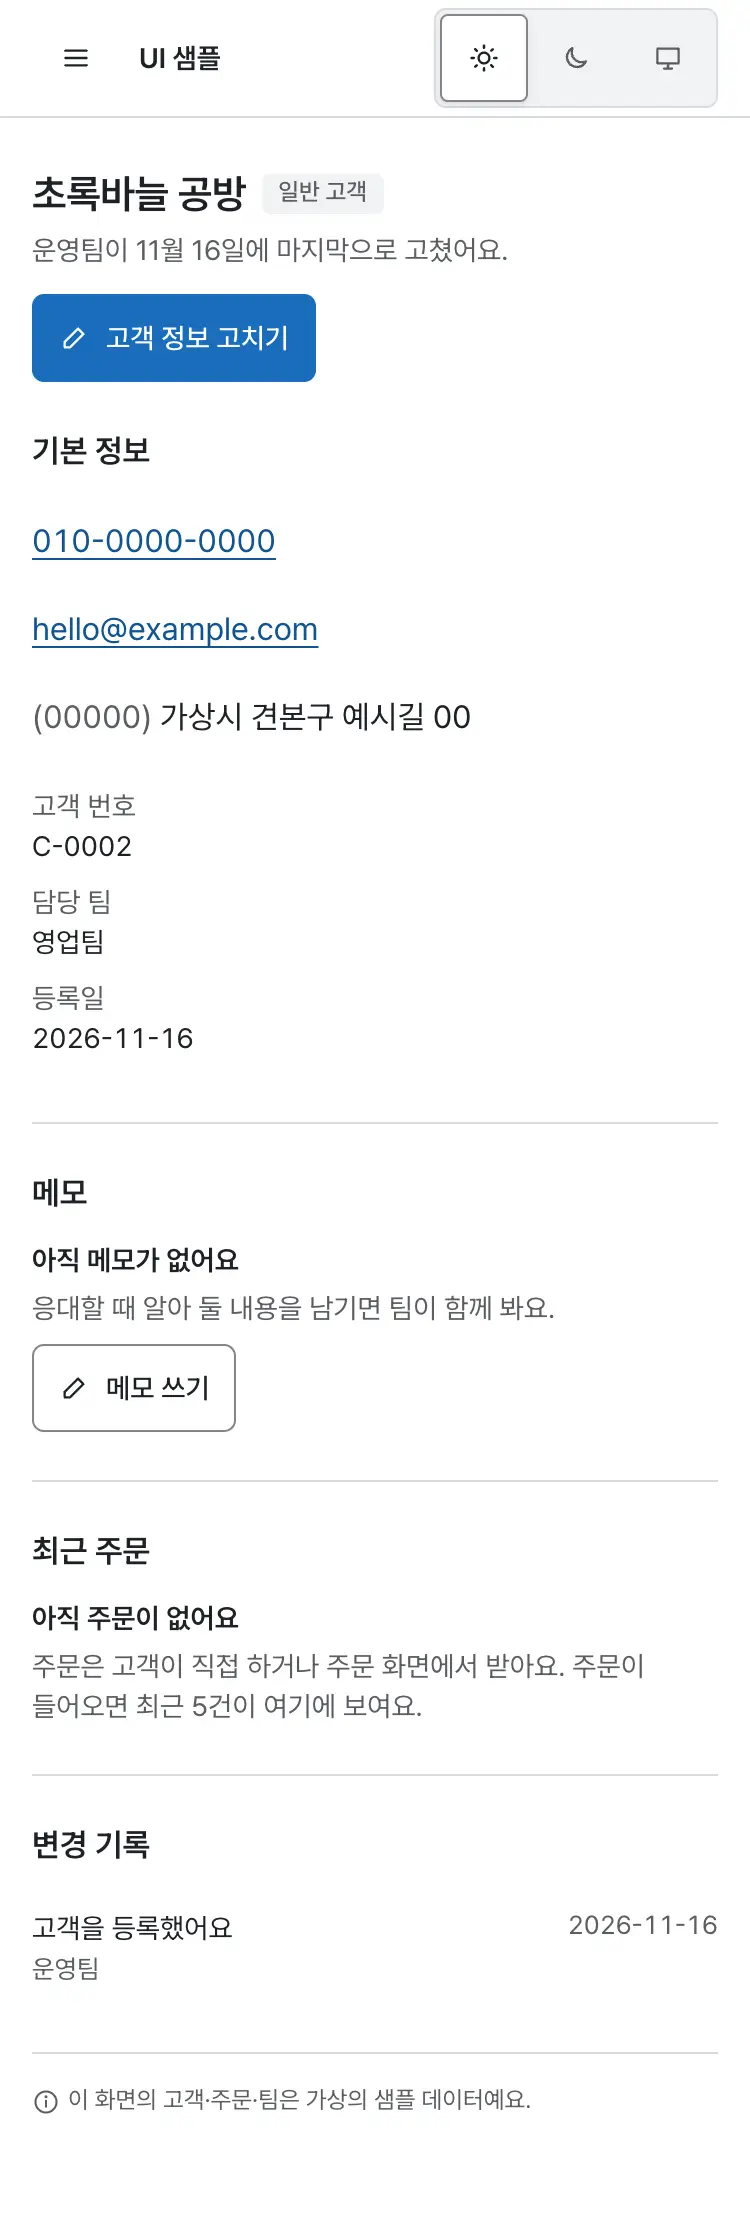 UI 샘플
초록바늘 공방 일반 고객
운영팀이 11월 16일에 마지막으로 고쳤어요.
고객 정보 고치기
기본 정보
010-0000-0000
hello@example.com
(00000) 가상시 견본구 예시길 00
고객 번호
C-0002
담당 팀
영업팀
등록일
2026-11-16
메모
아직 메모가 없어요
응대할 때 알아 둘 내용을 남기면 팀이 함께 봐요.
메모 쓰기
최근 주문
아직 주문이 없어요
주문은 고객이 직접 하거나 주문 화면에서 받아요. 주문이
들어오면 최근 5건이 여기에 보여요.
변경 기록
고객을 등록했어요 2026-11-16
운영팀
이 화면의 고객·주문·팀은 가상의 샘플 데이터예요.